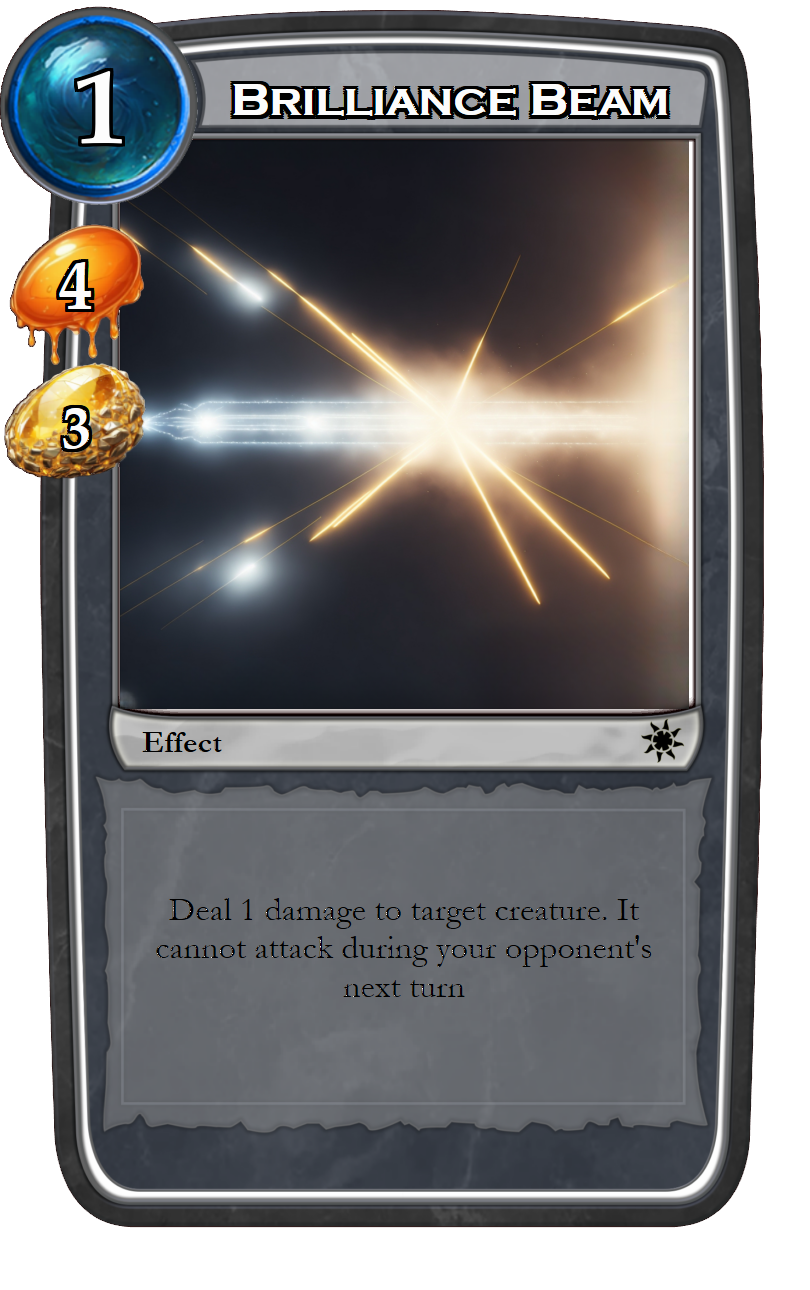 1
Brilliance Beam
4
3
Effect
Deal 1 damage to target creature. It
cannot attack during your opponent's
next turn